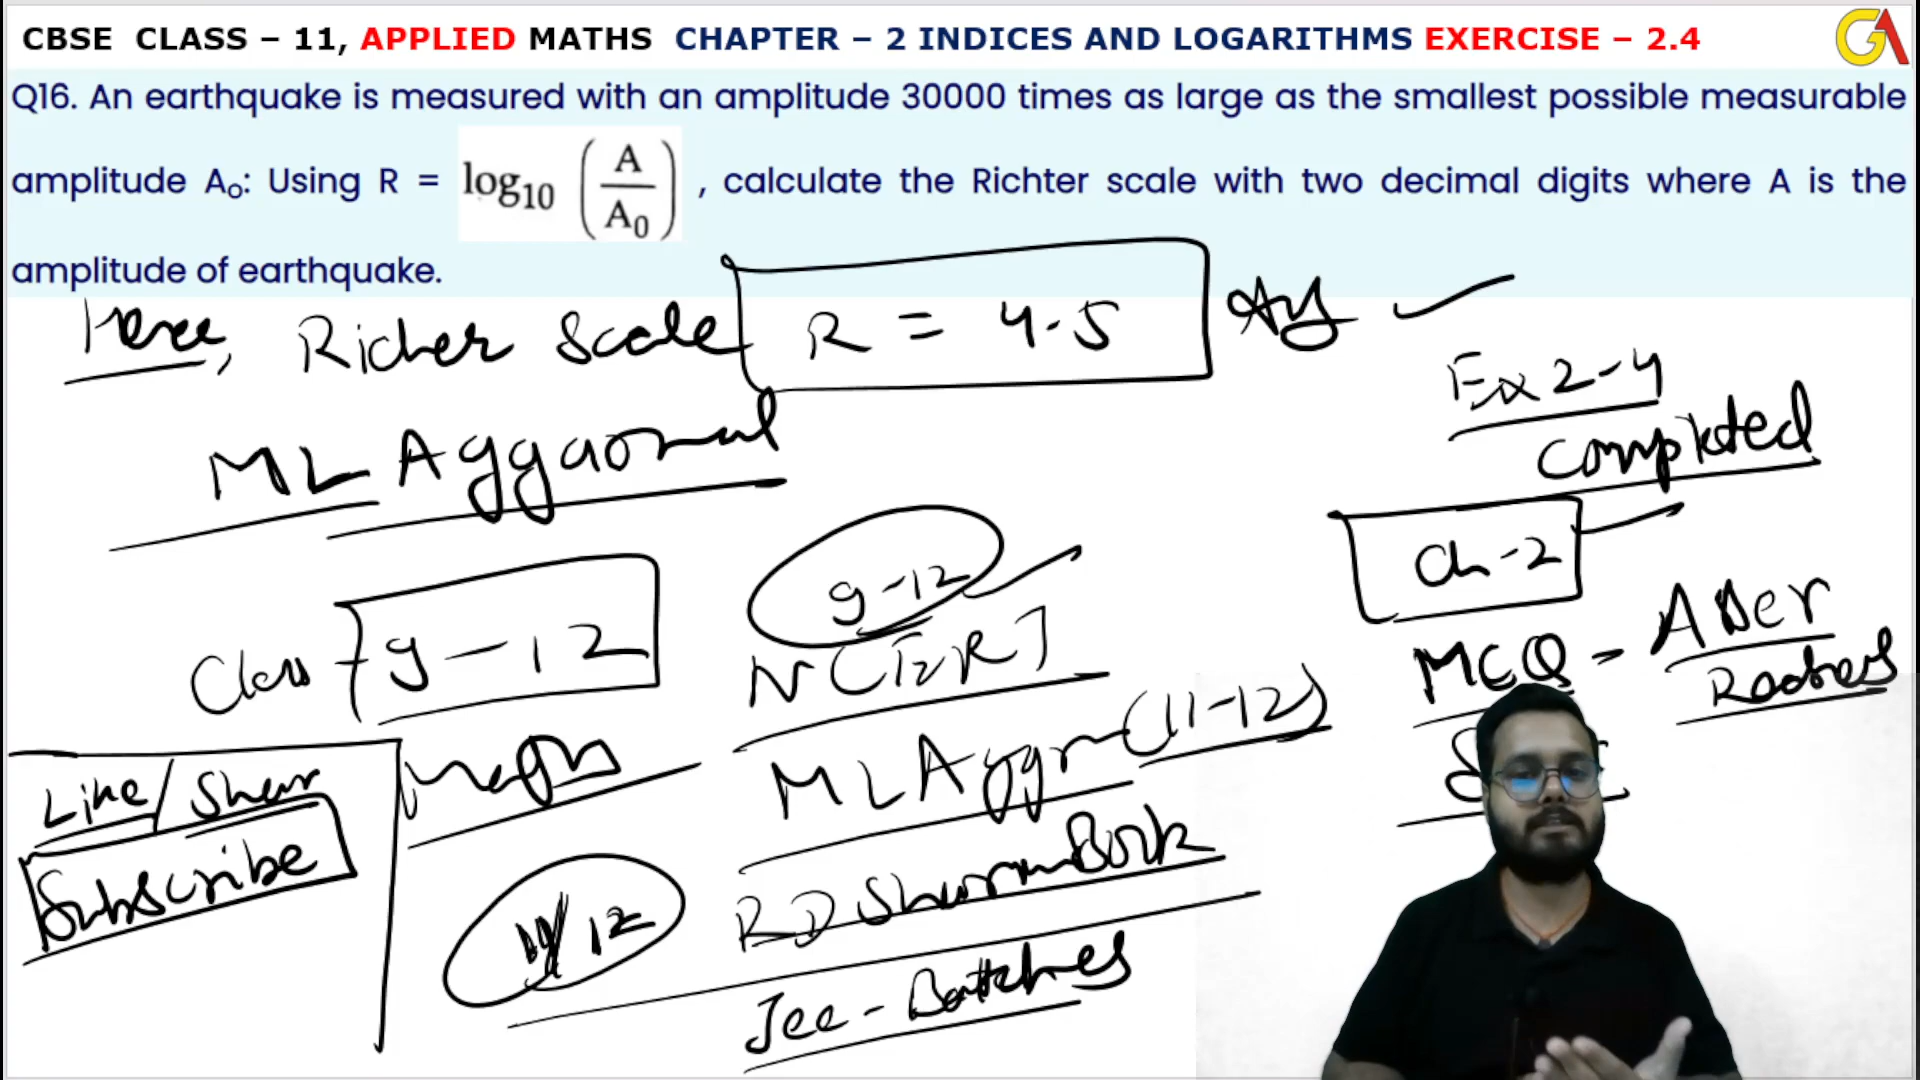 CBSE CLASS – 11, APPLIED MATHS CHAPTER – 2 INDICES AND LOGARITHMS EXERCISE – 2.4
GA
Q16. An earthquake is measured with an amplitude 30000 times as large as the smallest possible measurable
amplitude A₀: Using R = log₁₀ (A/A₀) , calculate the Richter scale with two decimal digits where A is the
amplitude of earthquake.
Hence, Richer Scale R = 4.5
Ex 2-4
Completed
ML Aggarwal
Ch-2
Class - 9-12
9-12
NCERT
MCQ -
ML Aggr (11-12)
Maths
Like/Share
Subscribe
RD Sharma Book
11/12
Jee - Batches